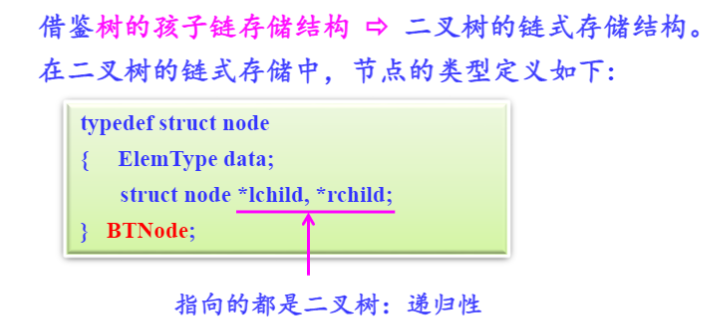 借鉴树的孩子链存储结构 ⇨ 二叉树的链式存储结构。
在二叉树的链式存储中，节点的类型定义如下：
typedef struct node
{ ElemType data;
struct node *lchild, *rchild;
} BTNode;
指向的都是二叉树：递归性